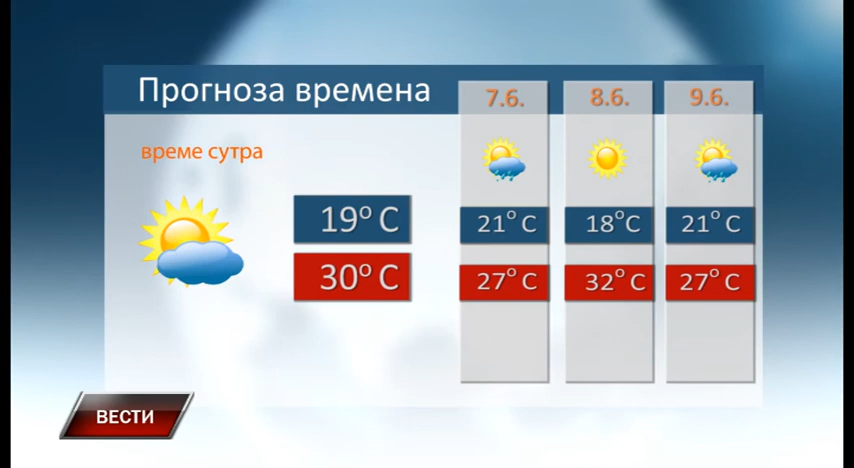 Прогноза времена
време сутра
19° C
30° C
7.6.
8.6.
9.6.
21° C
18°C
21° C
27° C
32° C
27° C
ВЕСТИ